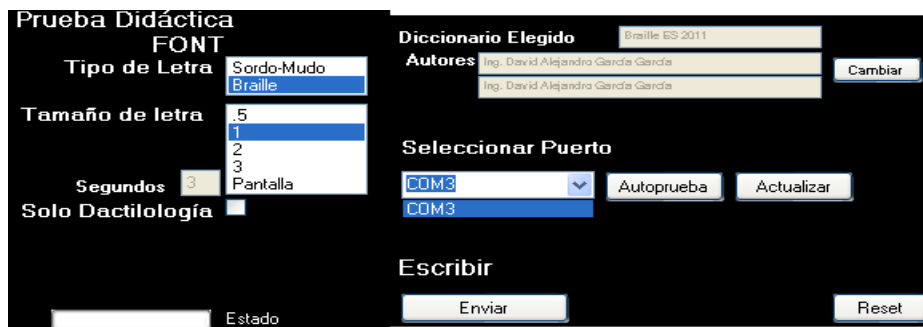 Prueba Didáctica
FONT
Tipo de Letra
Sordo-Mudo
Braille
Tamaño de letra
.5
1
2
3
Pantalla
Segundos 3
Solo Dactilología
Estado
Diccionario Elegido Braille ES 2011
Autores Ing. David Alejandro García García
Cambiar
Ing. David Alejandro García García
Seleccionar Puerto
COM3 Autoprueba Actualizar
COM3
Escribir
Enviar Reset